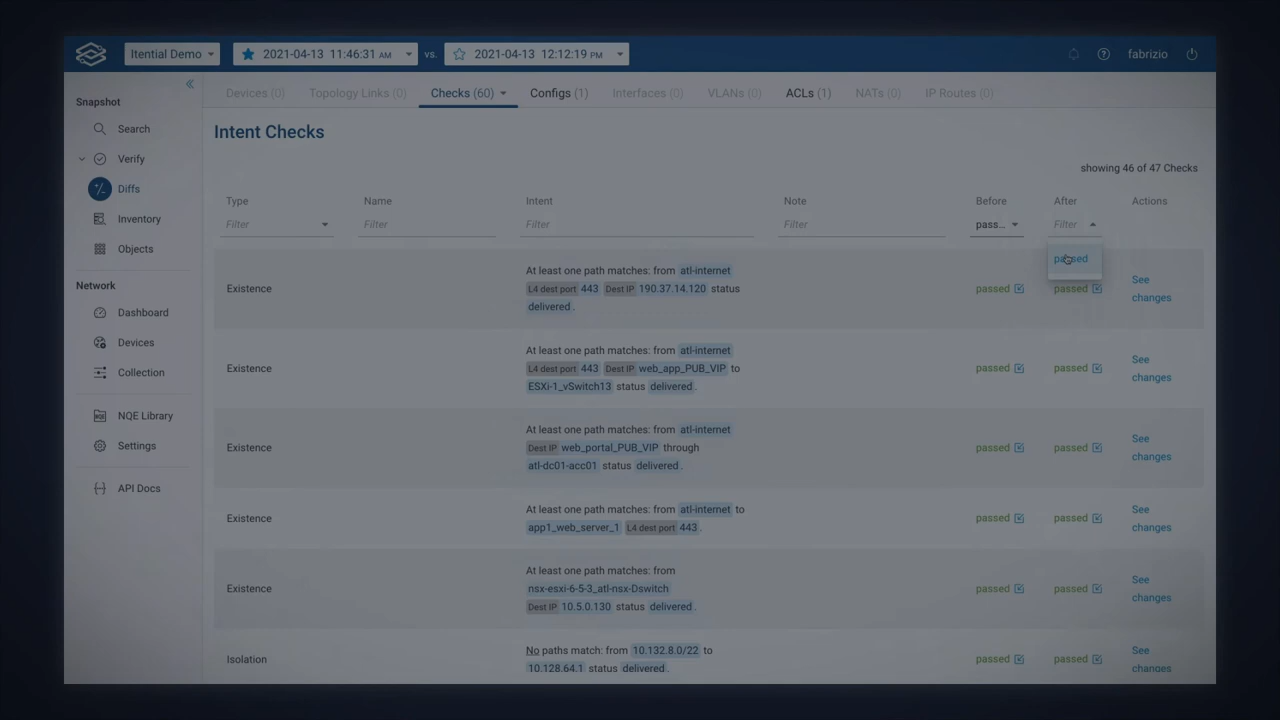 Itential Demo
2021-04-13 11:46:31 AM
vs.
2021-04-13 12:12:19 PM
fabrizio
Snapshot
Search
Verify
Diffs
Inventory
Objects
Network
Dashboard
Devices
Collection
NQE Library
Settings
API Docs
Devices (0) Topology Links (0) Checks (60) Configs (1) Interfaces (0) VLANs (0) ACLs (1) NATs (0) IP Routes (0)
Intent Checks
showing 46 of 47 Checks
Type Name Intent Note Before After Actions
Filter Filter Filter Filter pass... Filter
passed
Existence
At least one path matches: from atl-internet
L4 dest port 443 Dest IP 190.37.14.120 status
delivered.
passed passed
See
changes
Existence
At least one path matches: from atl-internet
L4 dest port 443 Dest IP web_app_PUB_VIP to
ESXi-1_vSwitch13 status delivered.
passed passed
See
changes
Existence
At least one path matches: from atl-internet
Dest IP web_portal_PUB_VIP through
atl-dc01-acc01 status delivered.
passed passed
See
changes
Existence
At least one path matches: from atl-internet to
app1_web_server_1 L4 dest port 443.
passed passed
See
changes
Existence
At least one path matches: from
nsx-esxi-6-5-3_atl-nsx-Dswitch
Dest IP 10.5.0.130 status delivered.
passed passed
See
changes
Isolation
No paths match: from 10.132.8.0/22 to
10.128.64.1 status delivered.
passed passed
See
changes